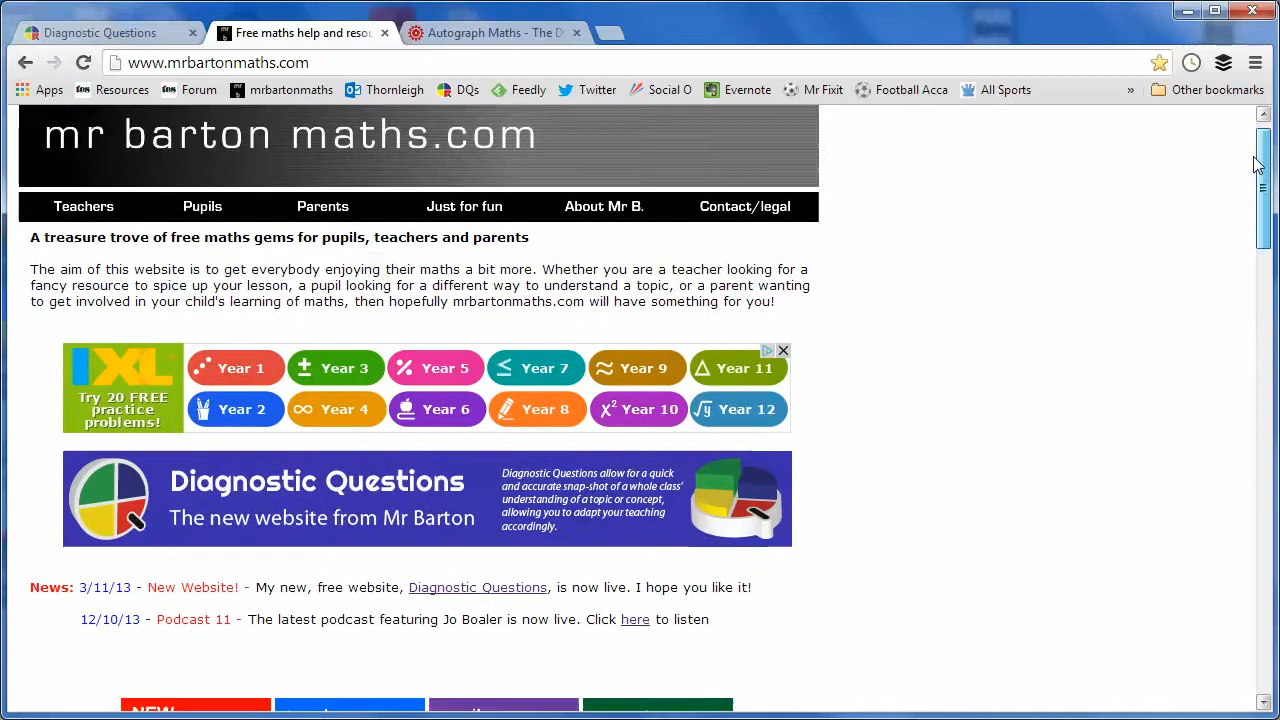 Diagnostic Questions
Free maths help and resou
Autograph Maths - The D
www.mrbartonmaths.com
Apps
tes Resources
tes Forum
mr b mrbartonmaths
Thornleigh
DQs
Feedly
Twitter
Social O
Evernote
Mr Fixit
Football Acca
All Sports
»
Other bookmarks
mr barton maths.com
Teachers Pupils Parents Just for fun About Mr B. Contact/legal
A treasure trove of free maths gems for pupils, teachers and parents
The aim of this website is to get everybody enjoying their maths a bit more. Whether you are a teacher looking for a
fancy resource to spice up your lesson, a pupil looking for a different way to understand a topic, or a parent wanting
to get involved in your child's learning of maths, then hopefully mrbartonmaths.com will have something for you!
IXL
Try 20 FREE
practice
problems!
Year 1 ± Year 3 % Year 5 ≤ Year 7 ≈ Year 9 △ Year 11
Year 2 ∞ Year 4 Year 6 Year 8 x² Year 10 √y Year 12
Diagnostic Questions
The new website from Mr Barton
Diagnostic Questions allow for a quick
and accurate snap-shot of a whole class'
understanding of a topic or concept,
allowing you to adapt your teaching
accordingly.
News: 3/11/13 - New Website! - My new, free website, Diagnostic Questions, is now live. I hope you like it!
12/10/13 - Podcast 11 - The latest podcast featuring Jo Boaler is now live. Click here to listen
NEW